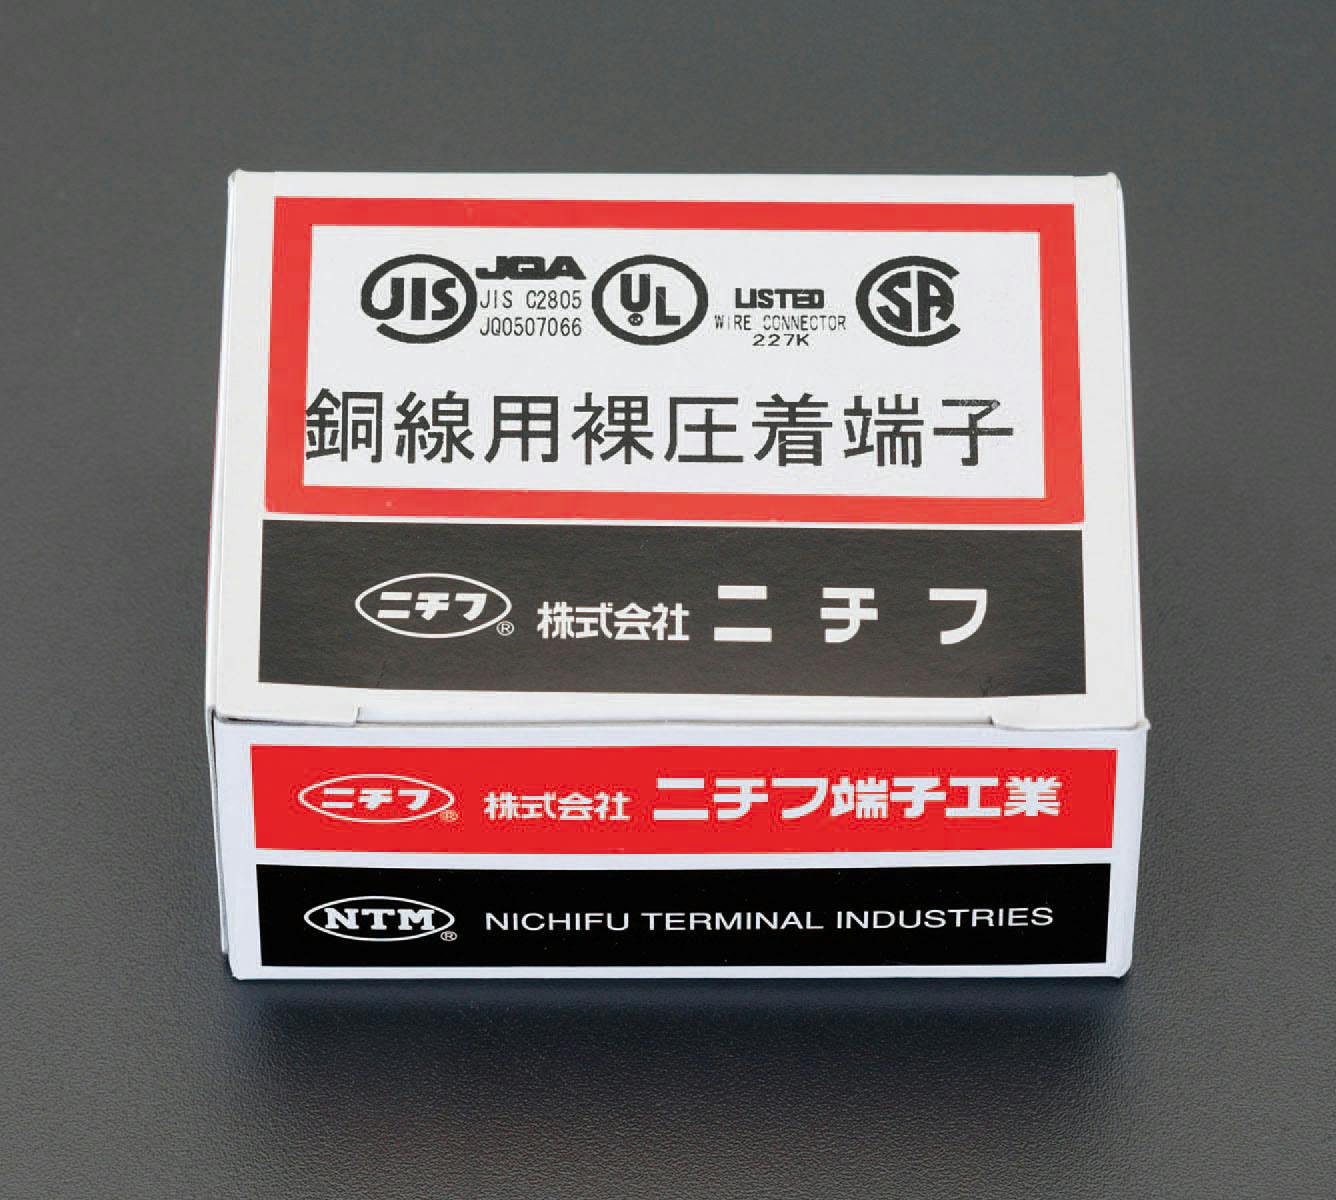 JIS JQA UL LISTED CSA
JIS C2805 WIRE CONNECTOR
JQ0507066 227K
銅線用裸圧着端子
ニチフ® 株式会社 ニチフ
ニチフ® 株式会社 ニチフ端子工業
NTM® NICHIFU TERMINAL INDUSTRIES